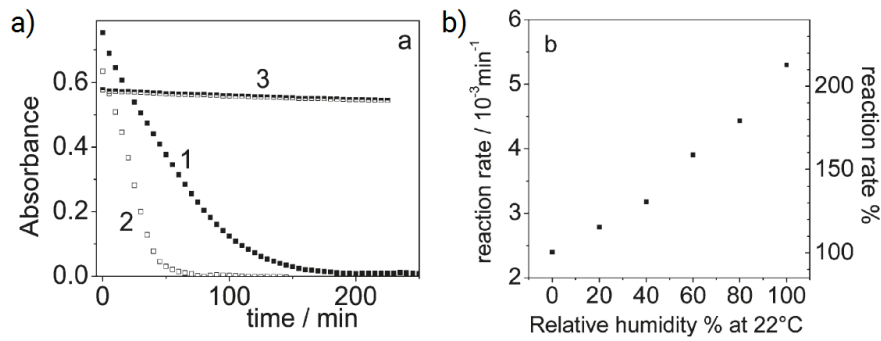 a)
a
Absorbance
0.6
0.4
0.2
0.0
3
1
2
0
100
200
time / min
b)
b
reaction rate / 10⁻³min⁻¹
6
5
4
3
2
200
150
100
reaction rate %
0 20 40 60 80 100
Relative humidity % at 22°C